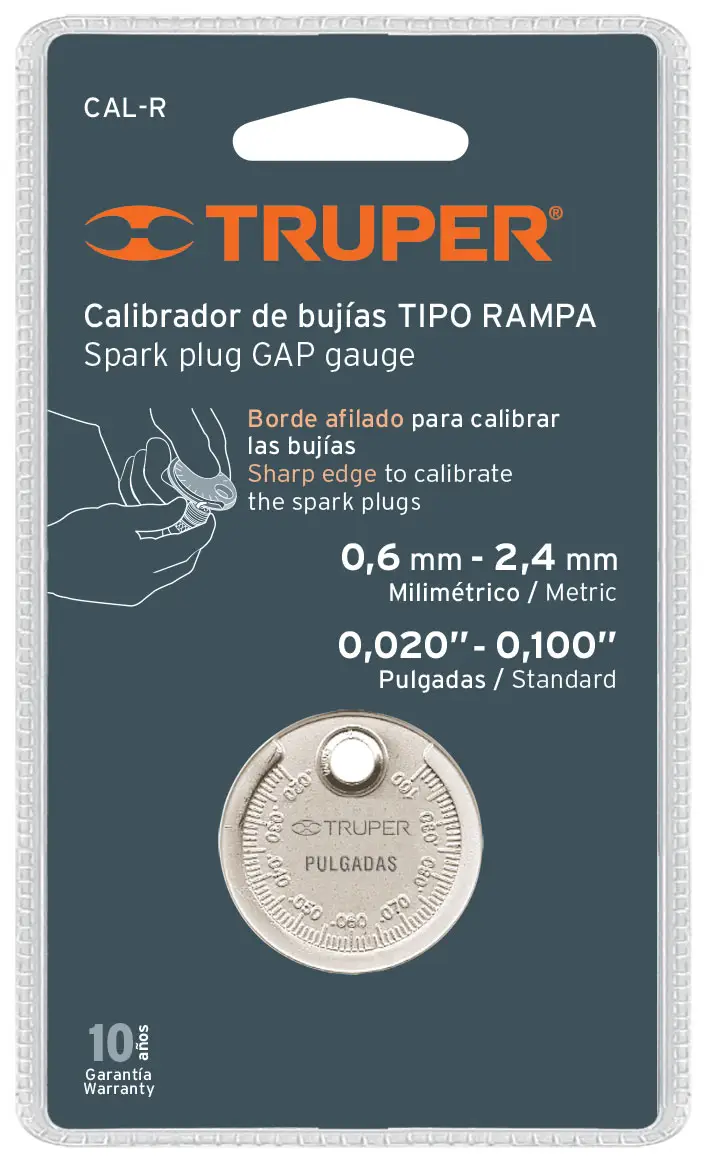 CAL-R
TRUPER®
Calibrador de bujías TIPO RAMPA
Spark plug GAP gauge
Borde afilado para calibrar
las bujías
Sharp edge to calibrate
the spark plugs
0,6 mm - 2,4 mm
Milimétrico / Metric
0,020’’- 0,100’’
Pulgadas / Standard
.020 .030 .040 .050 .060 .070 .080 .090 .100
TRUPER
PULGADAS
10 años
Garantía
Warranty